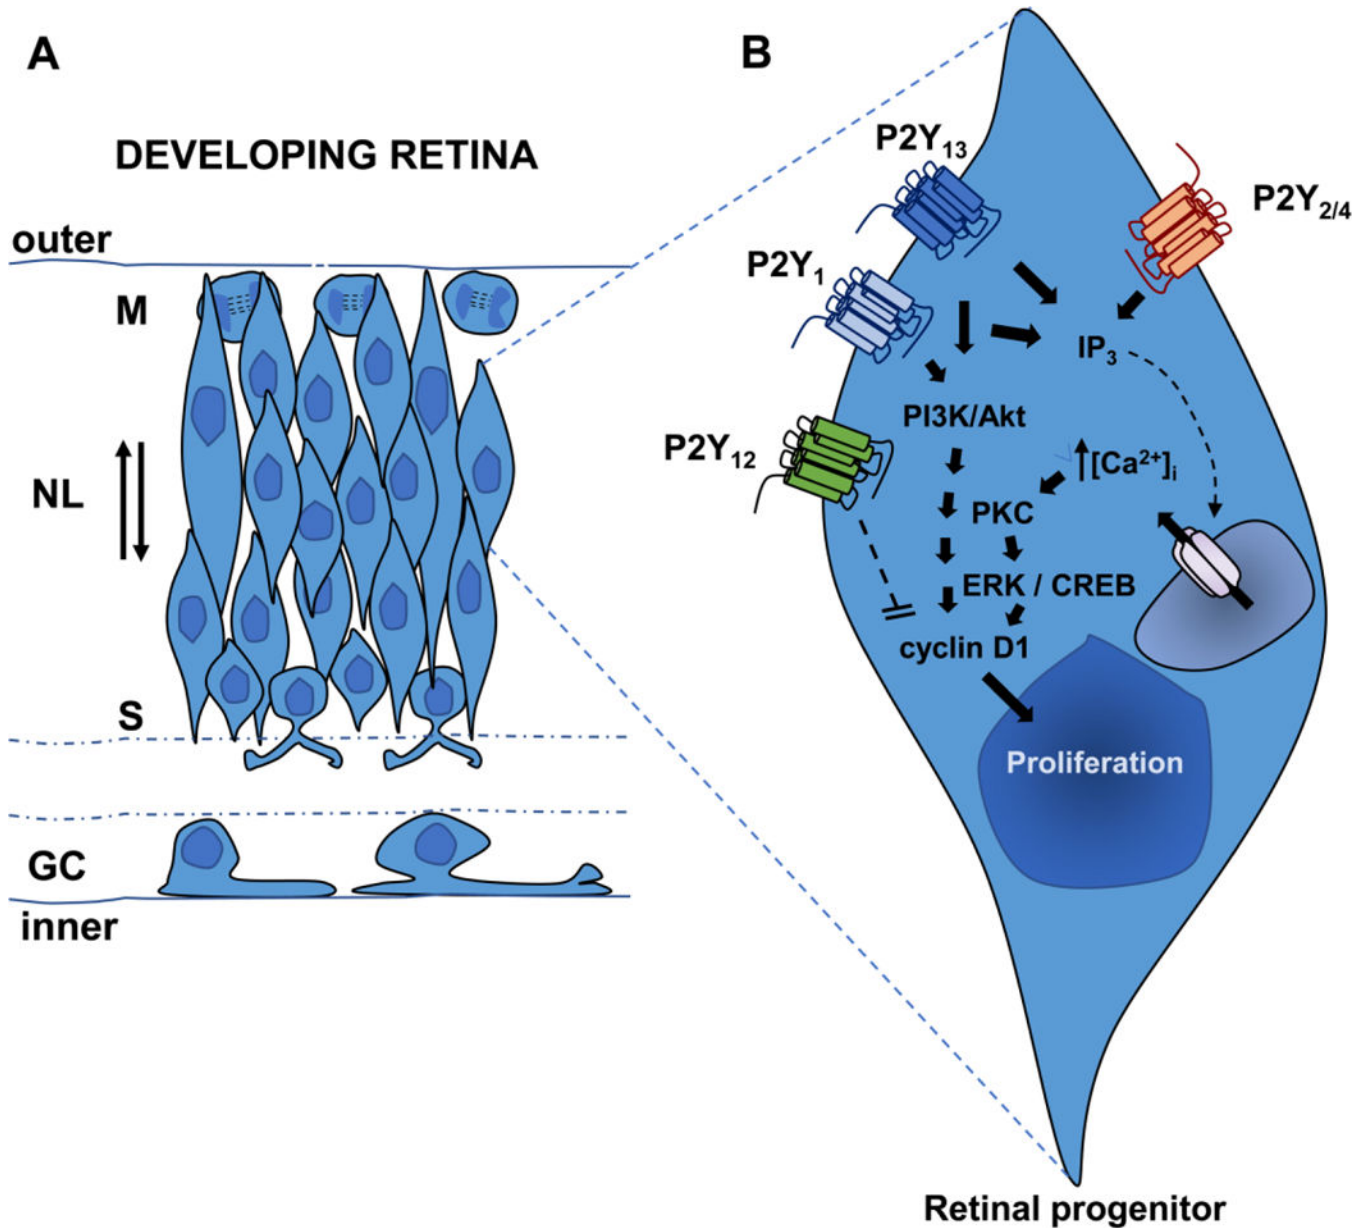 A
DEVELOPING RETINA
outer
M
NL
S
GC
inner
B
P2Y13
P2Y2/4
P2Y1
IP3
PI3K/Akt
P2Y12
[Ca2+]i
PKC
ERK / CREB
cyclin D1
Proliferation
Retinal progenitor